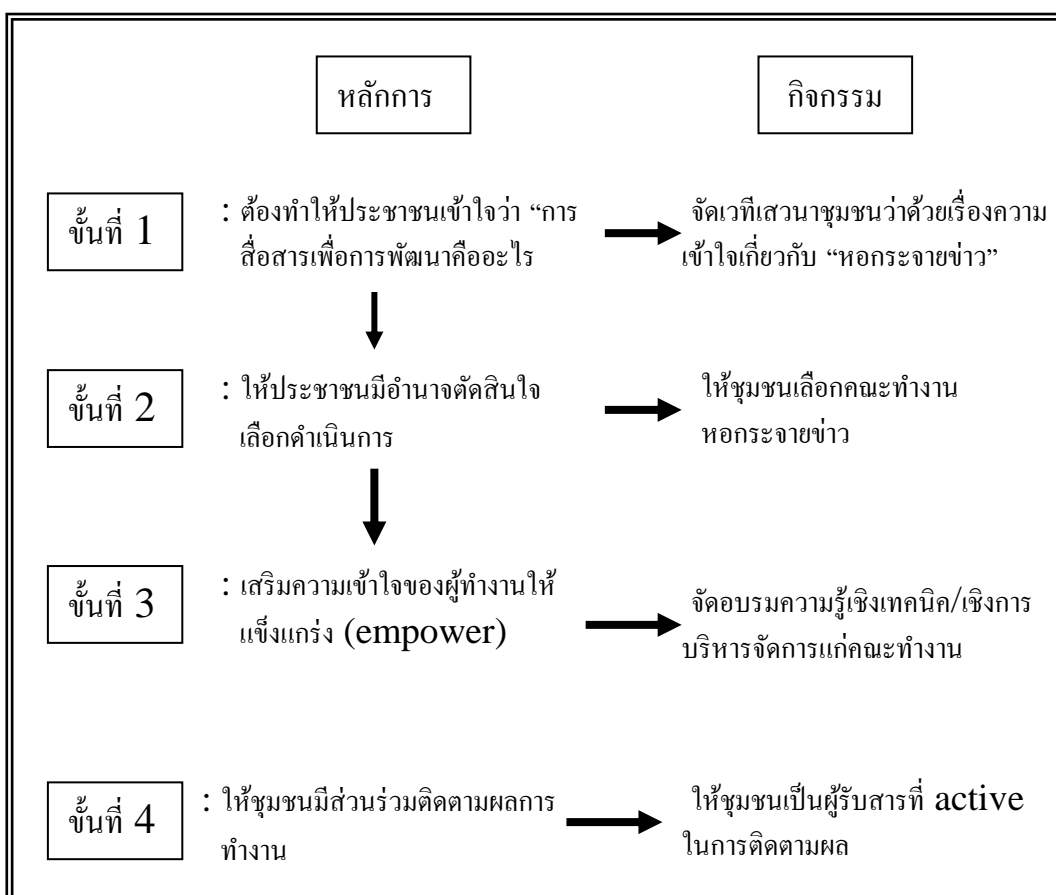 หลักการ
กิจกรรม
ขั้นที่ 1
: ต้องทำให้ประชาชนเข้าใจว่า “การ
สื่อสารเพื่อการพัฒนาคืออะไร
จัดเวทีเสวนาชุมชนว่าด้วยเรื่องความ
เข้าใจเกี่ยวกับ “หอกระจายข่าว”
ขั้นที่ 2
: ให้ประชาชนมีอำนาจตัดสินใจ
เลือกดำเนินการ
ให้ชุมชนเลือกคณะทำงาน
หอกระจายข่าว
ขั้นที่ 3
: เสริมความเข้าใจของผู้ทำงานให้
แข็งแกร่ง (empower)
จัดอบรมความรู้เชิงเทคนิค/เชิงการ
บริหารจัดการแก่คณะทำงาน
ขั้นที่ 4
: ให้ชุมชนมีส่วนร่วมติดตามผลการ
ทำงาน
ให้ชุมชนเป็นผู้รับสารที่ active
ในการติดตามผล